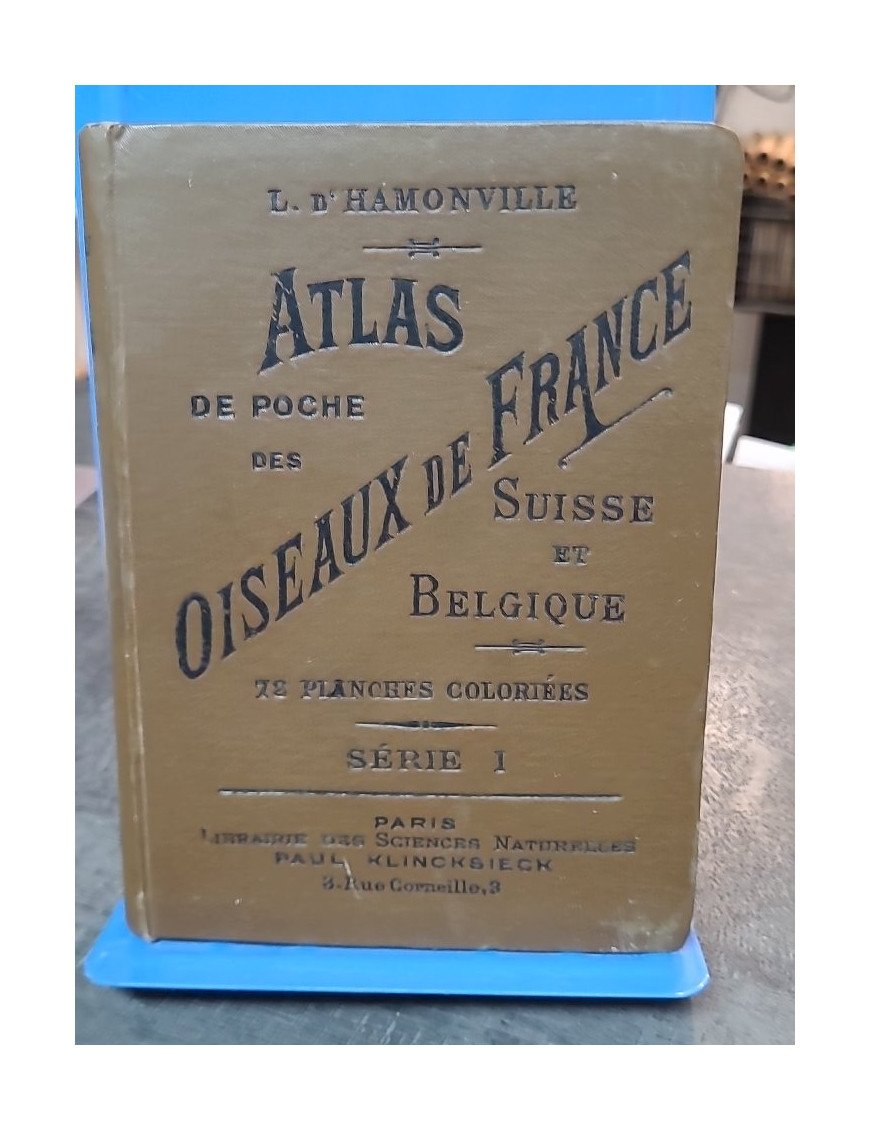 L. D'HAMONVILLE
ATLAS
DE POCHE
DES
OISEAUX DE FRANCE
SUISSE
ET
BELGIQUE
72 PLANCHES COLORIÉES
SÉRIE I
PARIS
LIBRAIRIE DES SCIENCES NATURELLES
PAUL KLINCKSIECK
3. Rue Corneille, 3